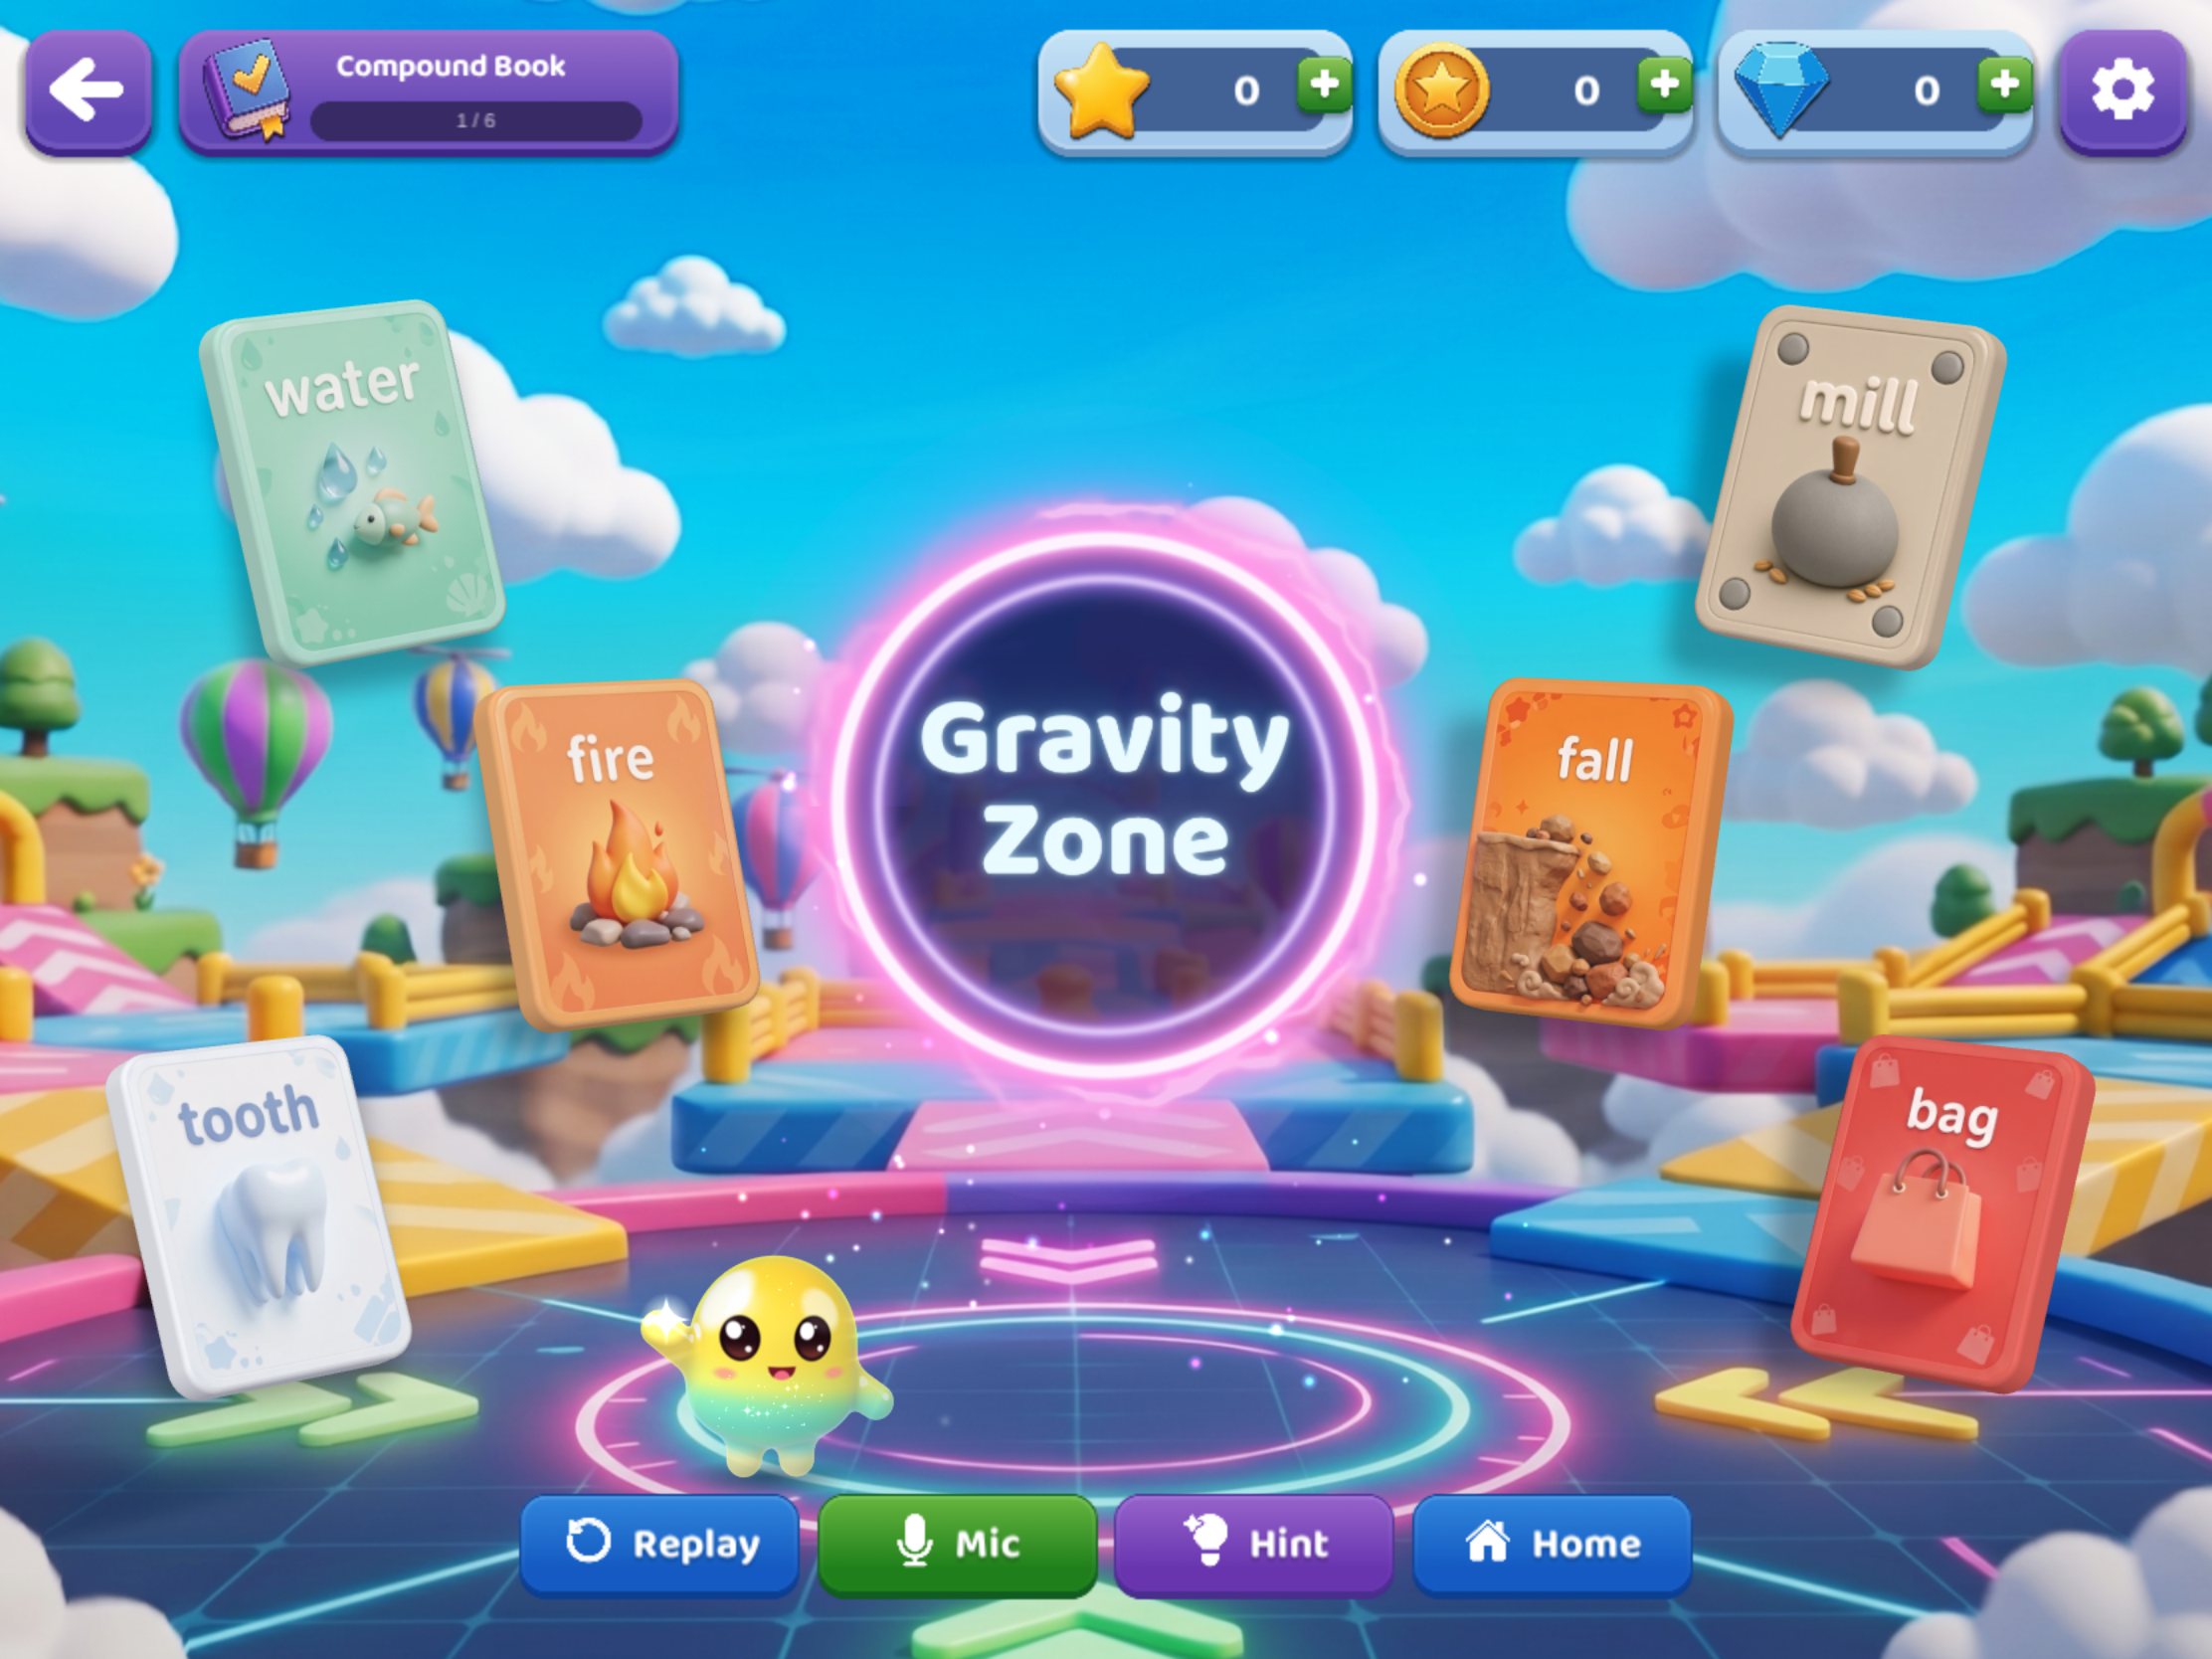 Compound Book
1/6
0
0
0
water
mill
fire
Gravity
Zone
fall
tooth
bag
Replay
Mic
Hint
Home